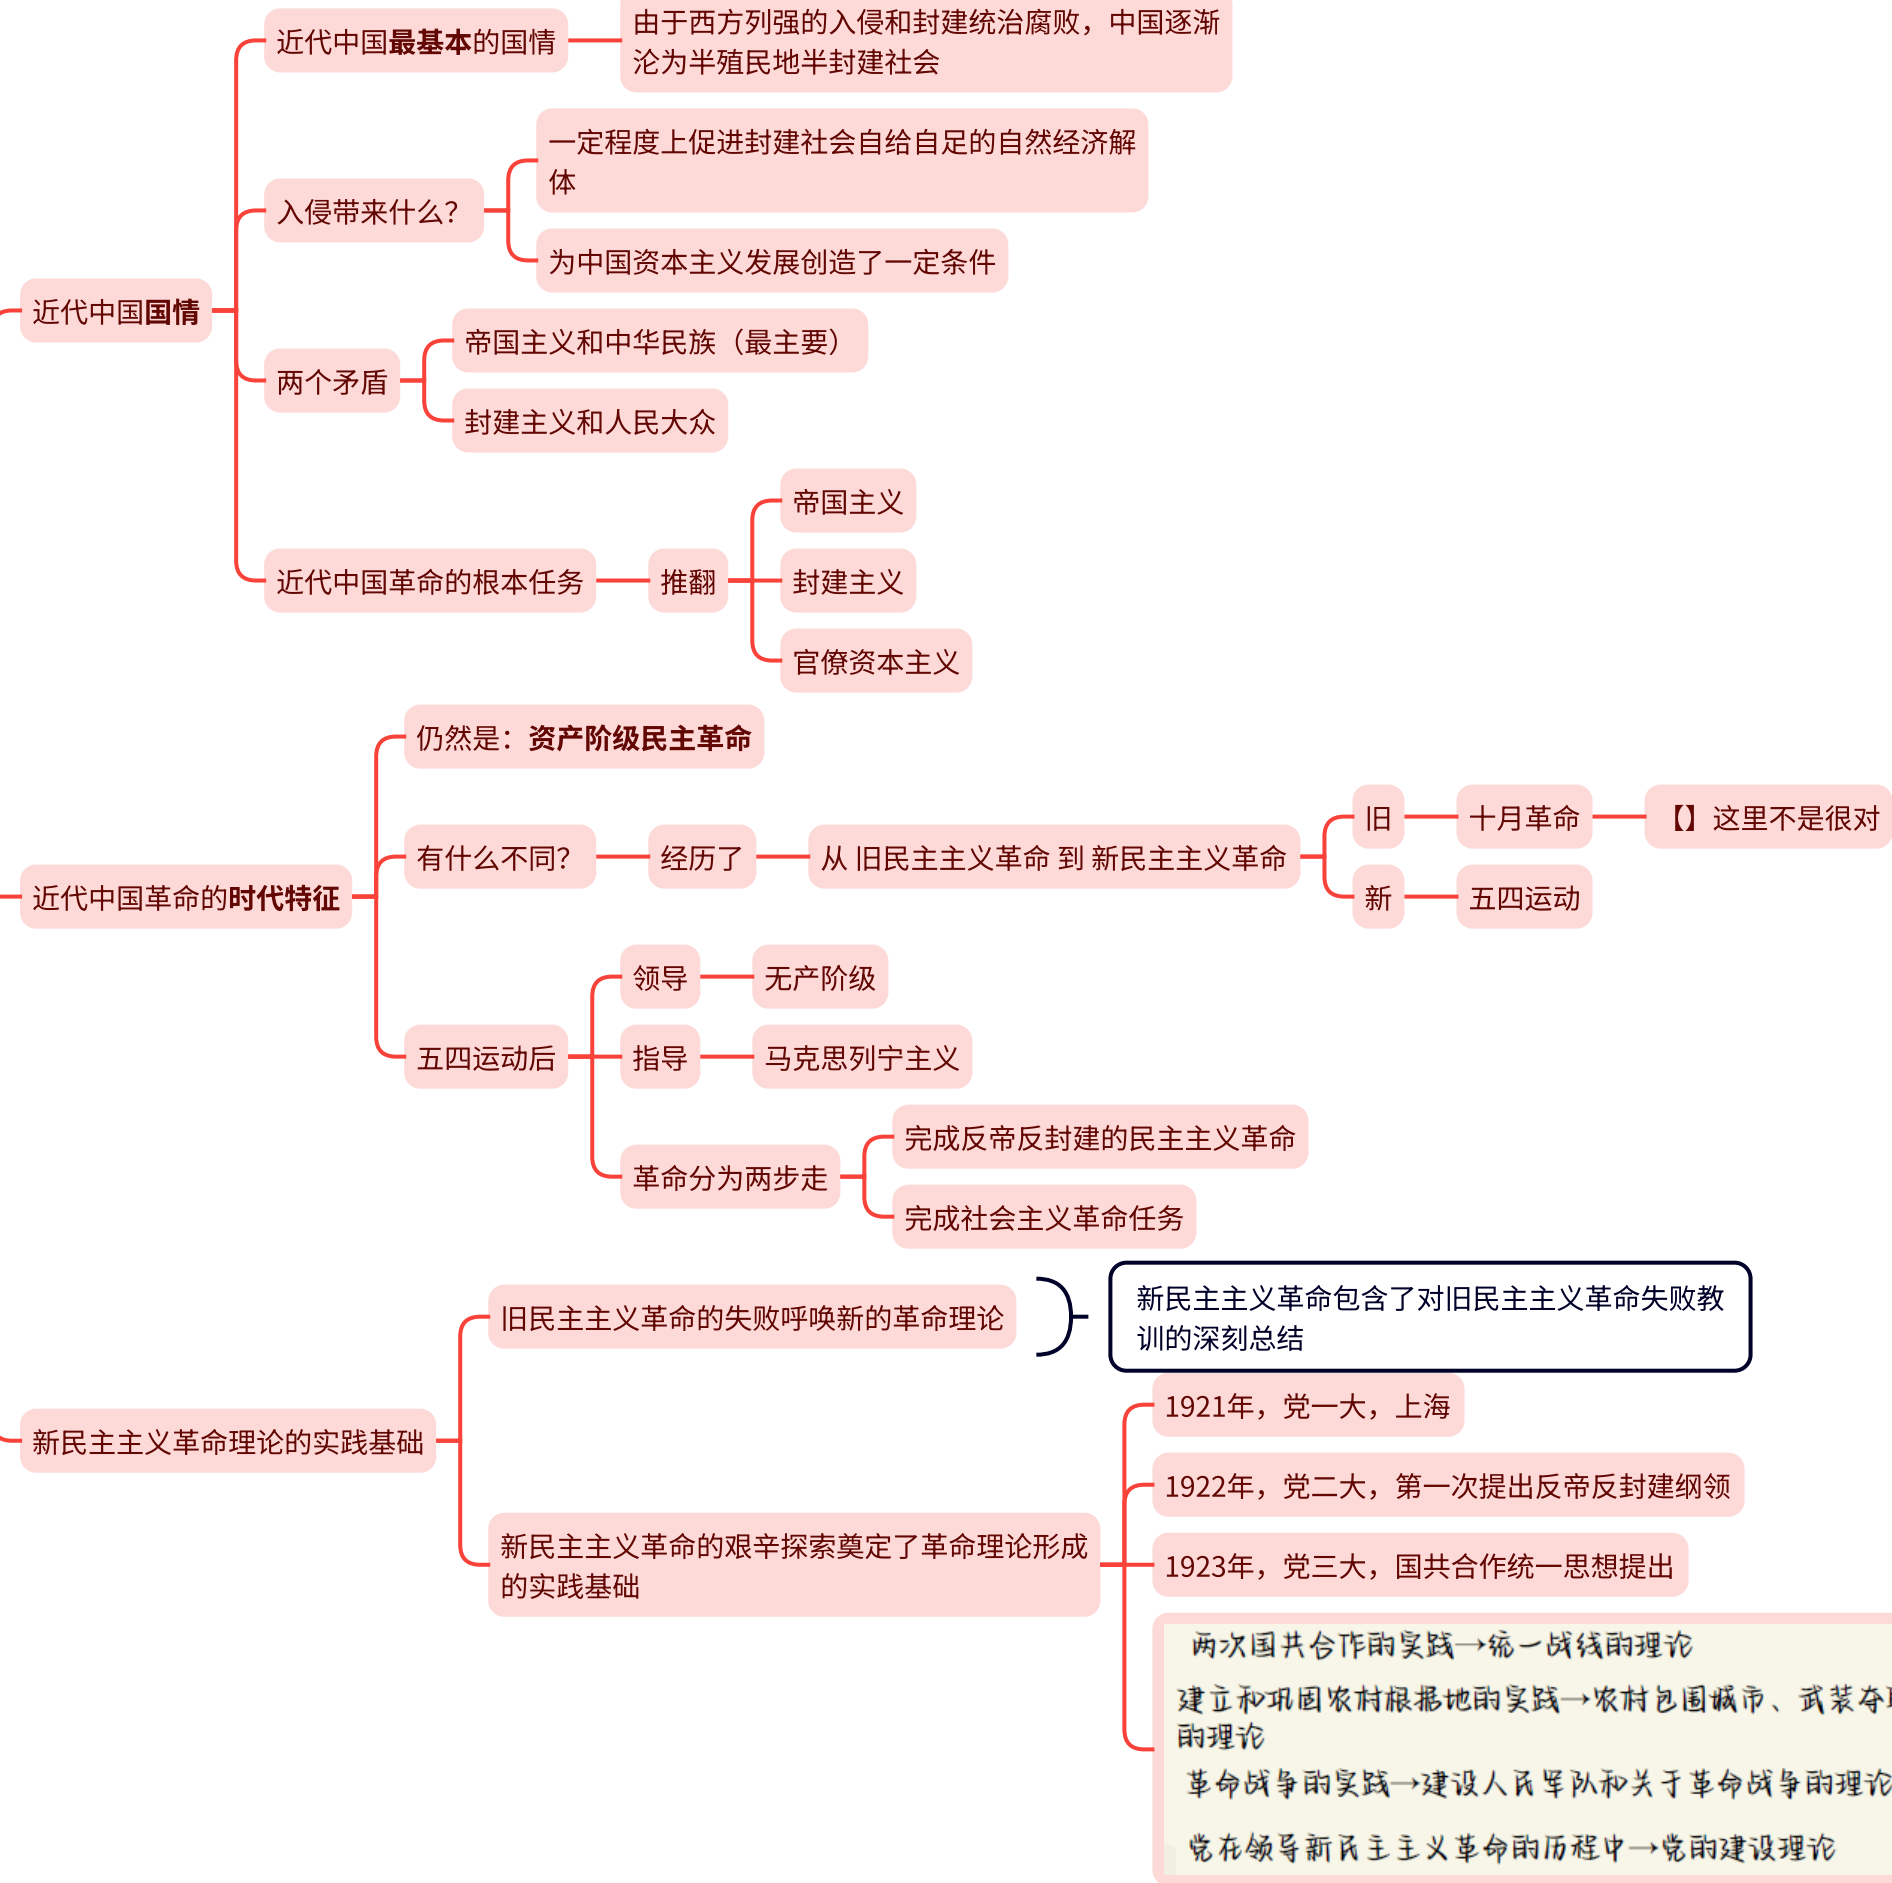 近代中国最基本的国情
由于西方列强的入侵和封建统治腐败，中国逐渐
沦为半殖民地半封建社会
入侵带来什么？
一定程度上促进封建社会自给自足的自然经济解
体
为中国资本主义发展创造了一定条件
近代中国国情
两个矛盾
帝国主义和中华民族（最主要）
封建主义和人民大众
近代中国革命的根本任务
推翻
帝国主义
封建主义
官僚资本主义
近代中国革命的时代特征
仍然是：资产阶级民主革命
有什么不同？
经历了
从 旧民主主义革命 到 新民主主义革命
旧
十月革命
【】这里不是很对
新
五四运动
五四运动后
领导
无产阶级
指导
马克思列宁主义
革命分为两步走
完成反帝反封建的民主主义革命
完成社会主义革命任务
新民主主义革命理论的实践基础
旧民主主义革命的失败呼唤新的革命理论
新民主主义革命包含了对旧民主主义革命失败教
训的深刻总结
新民主主义革命的艰辛探索奠定了革命理论形成
的实践基础
1921年，党一大，上海
1922年，党二大，第一次提出反帝反封建纲领
1923年，党三大，国共合作统一思想提出
两次国共合作的实践→统一战线的理论
建立和巩固农村根据地的实践→农村包围城市、武装夺
的理论
革命战争的实践→建设人民军队和关于革命战争的理论
党在领导新民主主义革命的历程中→党的建设理论